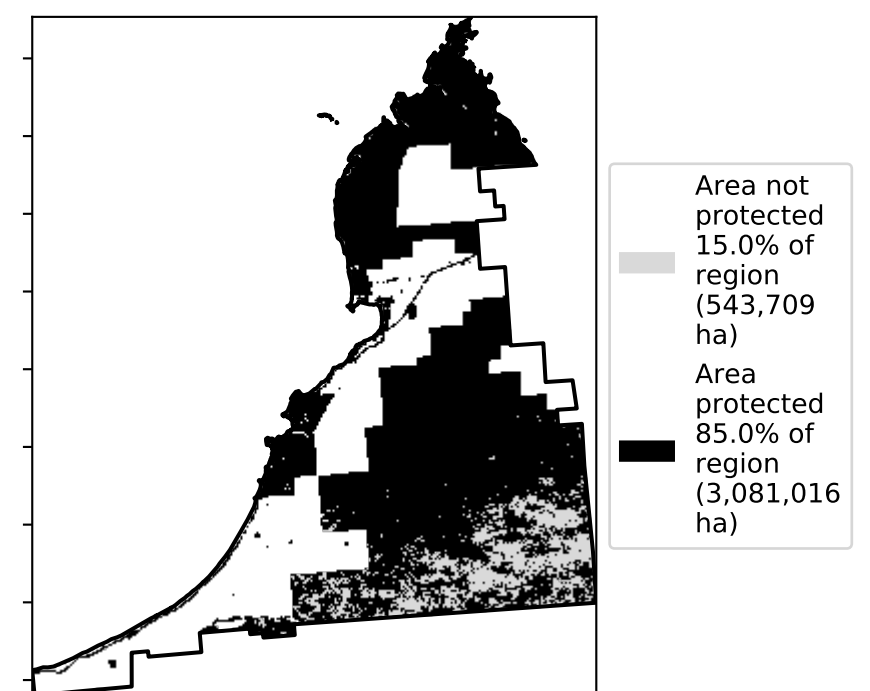 Area not
protected
15.0% of
region
(543,709
ha)
Area
protected
85.0% of
region
(3,081,016
ha)